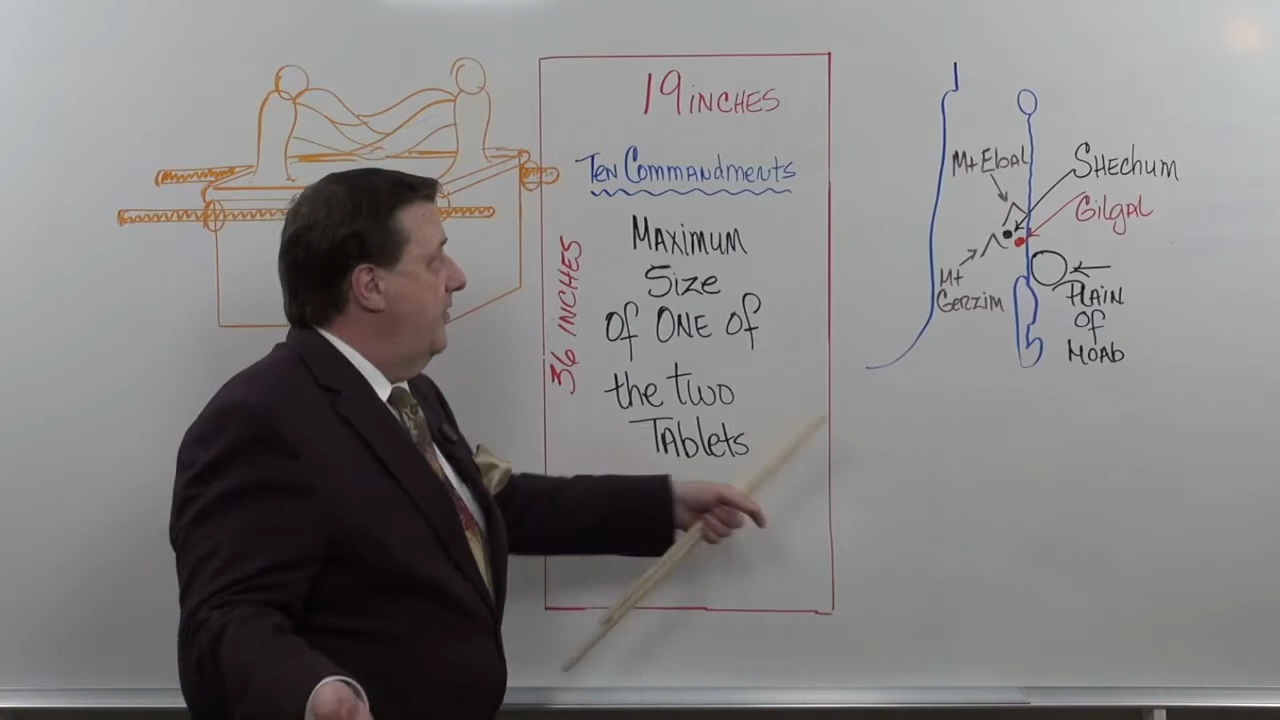 19 INCHES
Ten Commandments
36 INCHES
MAXIMUM
Size
of ONE of
the two
TAblets
Mt Ebal
SHechum
Gilgal
Mt
Gerzim
PLAIN
OF
MOAb